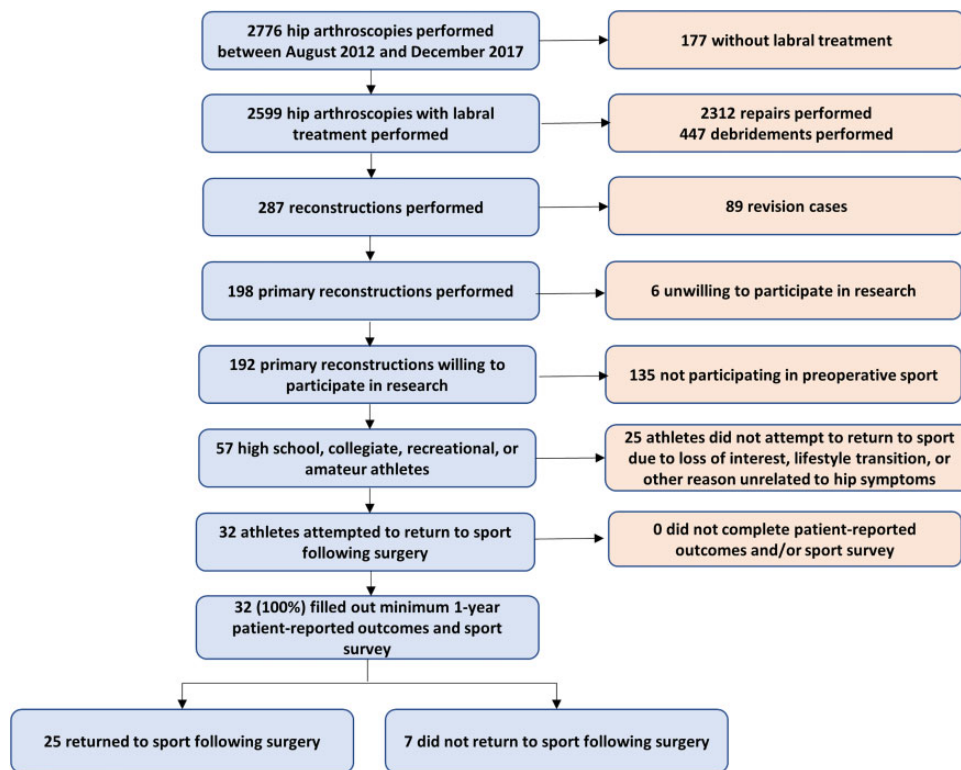 2776 hip arthroscopies performed
between August 2012 and December 2017
177 without labral treatment
2599 hip arthroscopies with labral
treatment performed
2312 repairs performed
447 debridements performed
287 reconstructions performed
89 revision cases
198 primary reconstructions performed
6 unwilling to participate in research
192 primary reconstructions willing to
participate in research
135 not participating in preoperative sport
57 high school, collegiate, recreational, or
amateur athletes
25 athletes did not attempt to return to sport
due to loss of interest, lifestyle transition, or
other reason unrelated to hip symptoms
32 athletes attempted to return to sport
following surgery
0 did not complete patient-reported
outcomes and/or sport survey
32 (100%) filled out minimum 1-year
patient-reported outcomes and sport
survey
25 returned to sport following surgery
7 did not return to sport following surgery